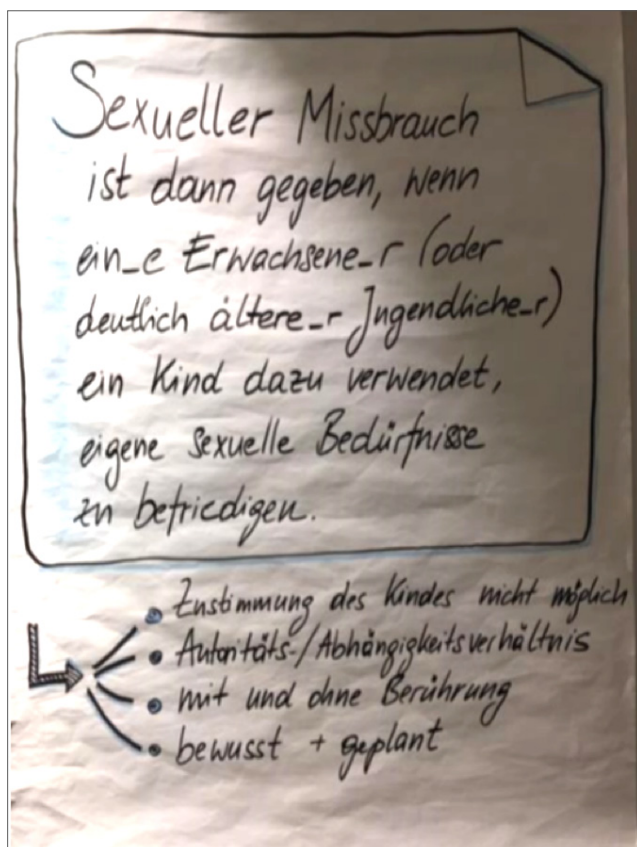 Sexueller Missbrauch
ist dann gegeben, wenn
ein_e Erwachsene_r (oder
deutlich ältere_r Jugendliche_r)
ein Kind dazu verwendet,
eigene sexuelle Bedürfnisse
zu befriedigen.
• Zustimmung des Kindes nicht möglich
• Autoritäts-/Abhängigkeitsverhältnis
• mit und ohne Berührung
• bewusst + geplant